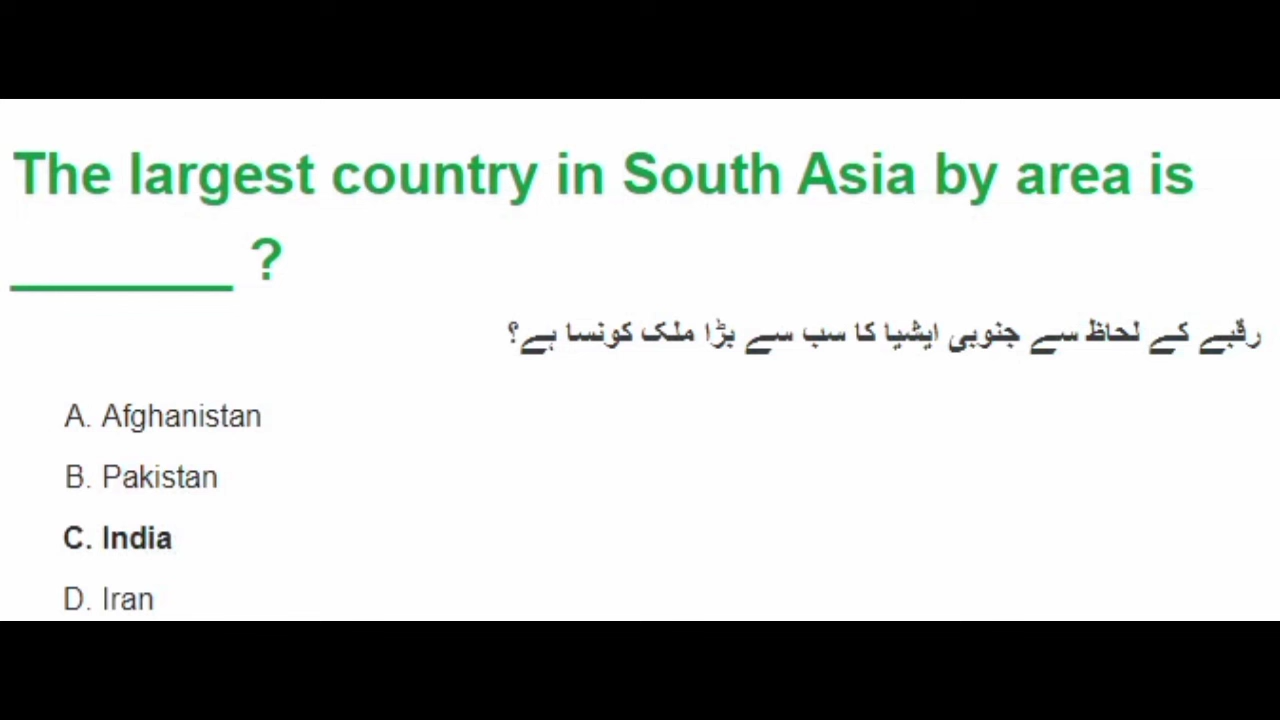 The largest country in South Asia by area is
_______ ?
رقبے کے لحاظ سے جنوبی ایشیا کا سب سے بڑا ملک کونسا ہے؟
A. Afghanistan
B. Pakistan
C. India
D. Iran